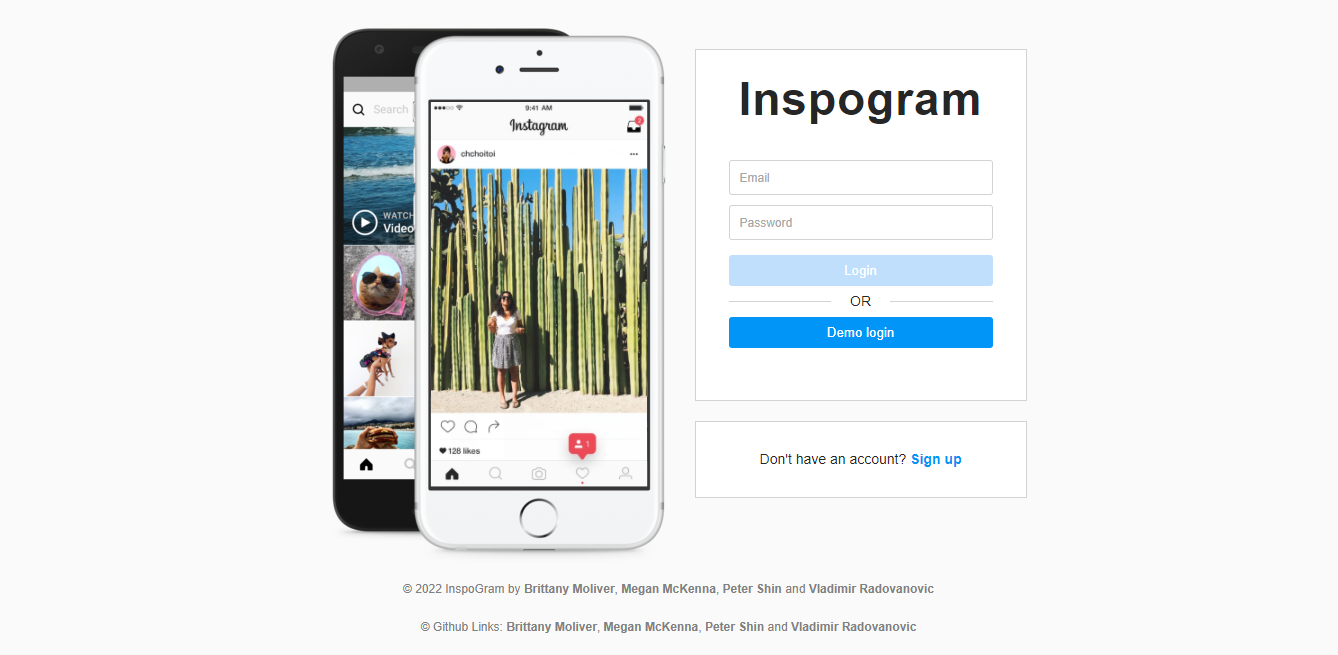 Search
WATCH
Video
9:41 AM
Instagram
2
chchoitoi
1
128 likes
Inspogram
Email
Password
Login
OR
Demo login
Don't have an account? Sign up
© 2022 InspoGram by Brittany Moliver, Megan McKenna, Peter Shin and Vladimir Radovanovic
© Github Links: Brittany Moliver, Megan McKenna, Peter Shin and Vladimir Radovanovic